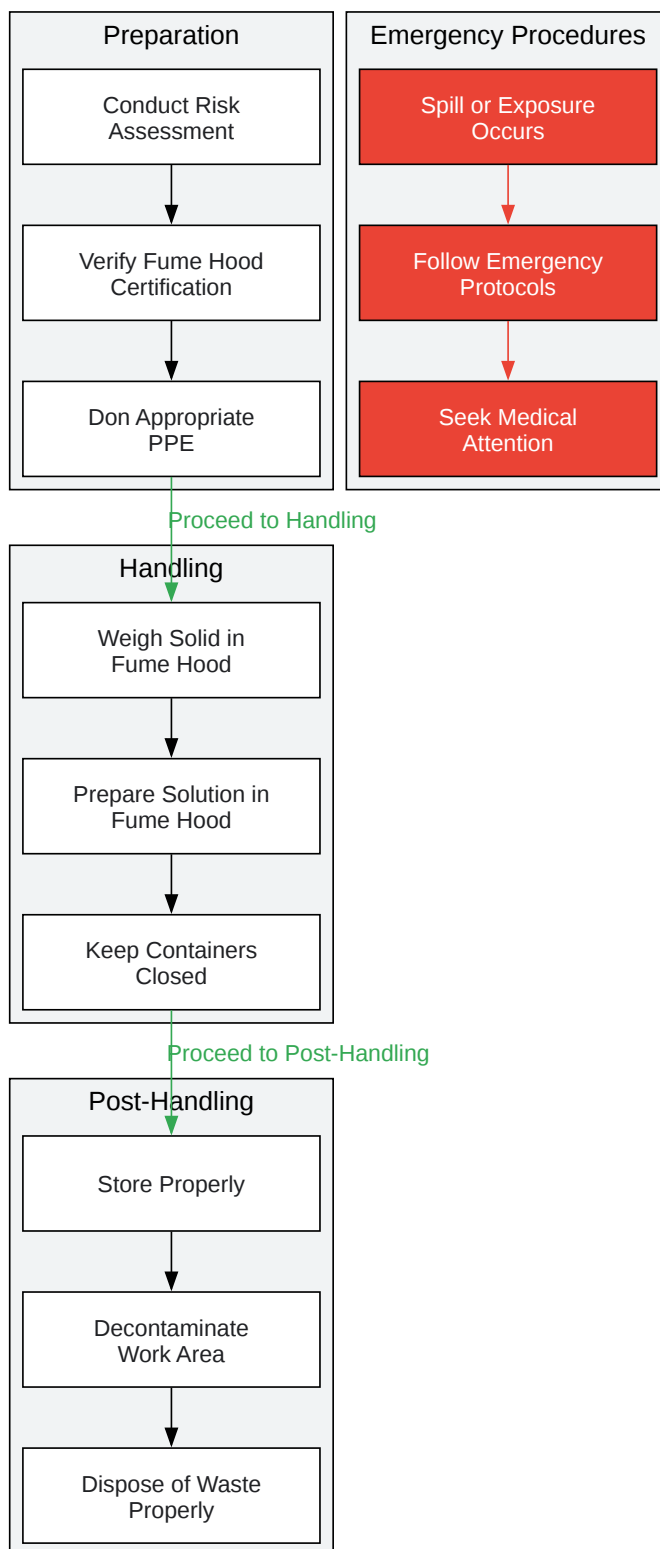 Preparation
Conduct Risk
Assessment
Verify Fume Hood
Certification
Don Appropriate
PPE
Emergency Procedures
Spill or Exposure
Occurs
Follow Emergency
Protocols
Seek Medical
Attention
Proceed to Handling
Handling
Weigh Solid in
Fume Hood
Prepare Solution in
Fume Hood
Keep Containers
Closed
Proceed to Post-Handling
Post-Handling
Store Properly
Decontaminate
Work Area
Dispose of Waste
Properly